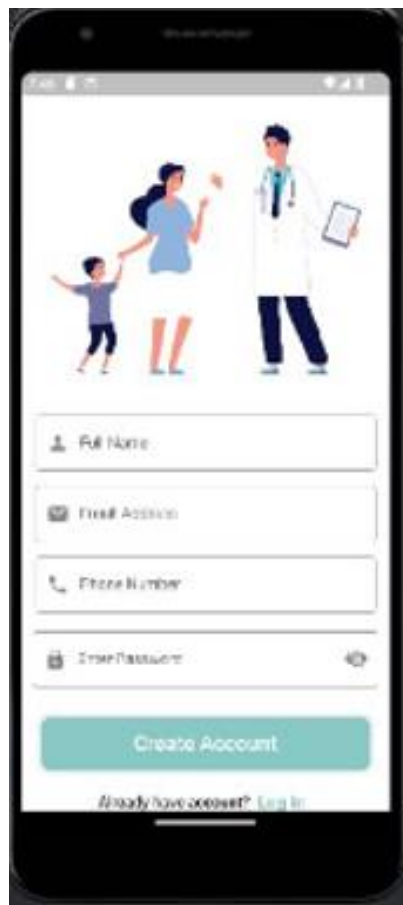 Full Name
Email Address
Phone Number
Enter Password
Create Account
Already have account? Log In